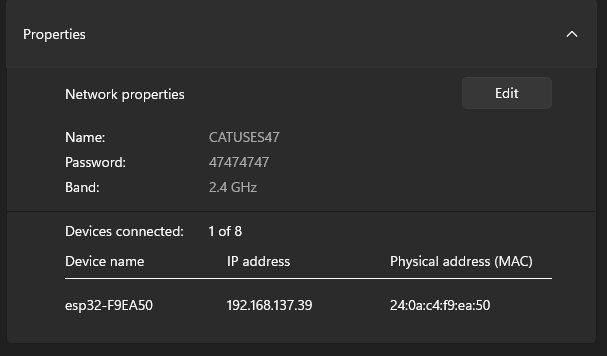 Properties
Network properties
Edit
Name: CATUSES47
Password: 47474747
Band: 2.4 GHz
Devices connected: 1 of 8
Device name IP address Physical address (MAC)
esp32-F9EA50 192.168.137.39 24:0a:c4:f9:ea:50